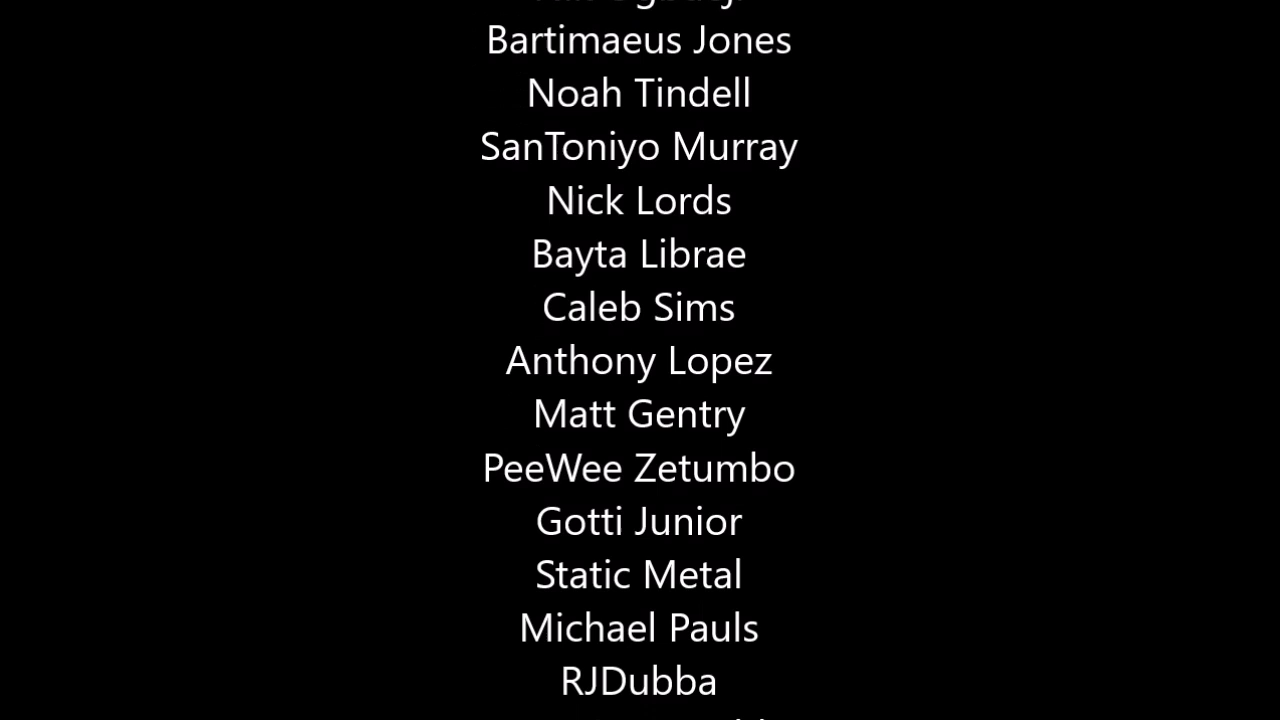 Bartimaeus Jones
Noah Tindell
SanToniyo Murray
Nick Lords
Bayta Librae
Caleb Sims
Anthony Lopez
Matt Gentry
PeeWee Zetumbo
Gotti Junior
Static Metal
Michael Pauls
RJDubba